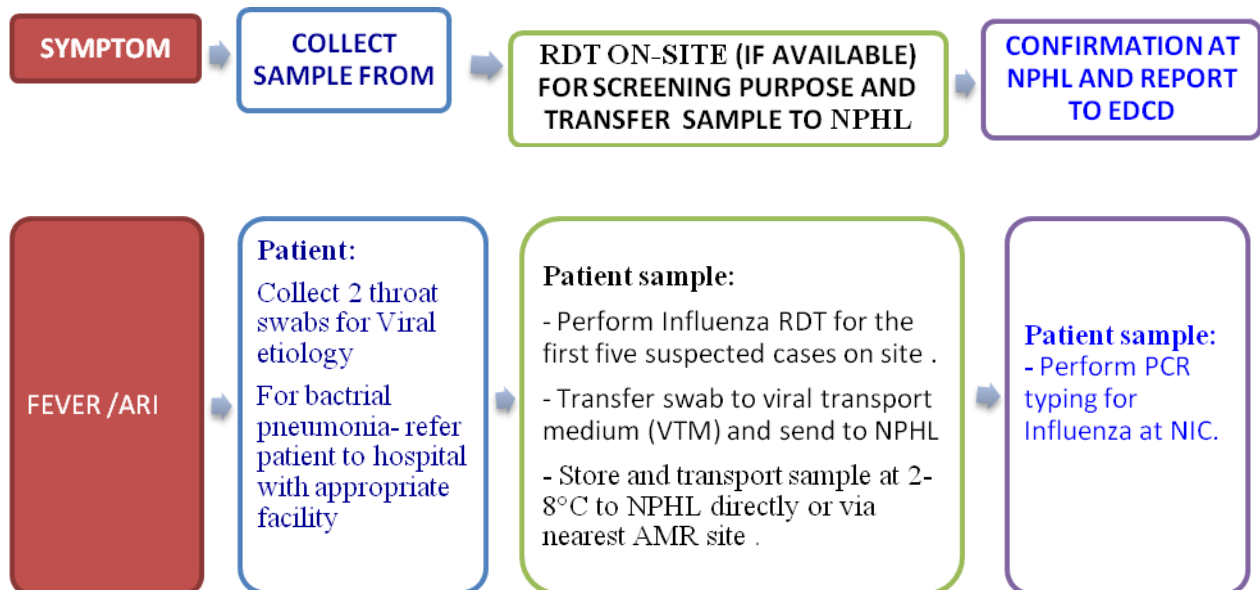 SYMPTOM
COLLECT
SAMPLE FROM
RDT ON-SITE (IF AVAILABLE)
FOR SCREENING PURPOSE AND
TRANSFER SAMPLE TO NPHL
CONFIRMATION AT
NPHL AND REPORT
TO EDCD
FEVER /ARI
Patient:
Collect 2 throat
swabs for Viral
etiology
For bactrial
pneumonia- refer
patient to hospital
with appropriate
facility
Patient sample:
- Perform Influenza RDT for the
first five suspected cases on site .
- Transfer swab to viral transport
medium (VTM) and send to NPHL
- Store and transport sample at 2-
8°C to NPHL directly or via
nearest AMR site .
Patient sample:
- Perform PCR
typing for
Influenza at NIC.